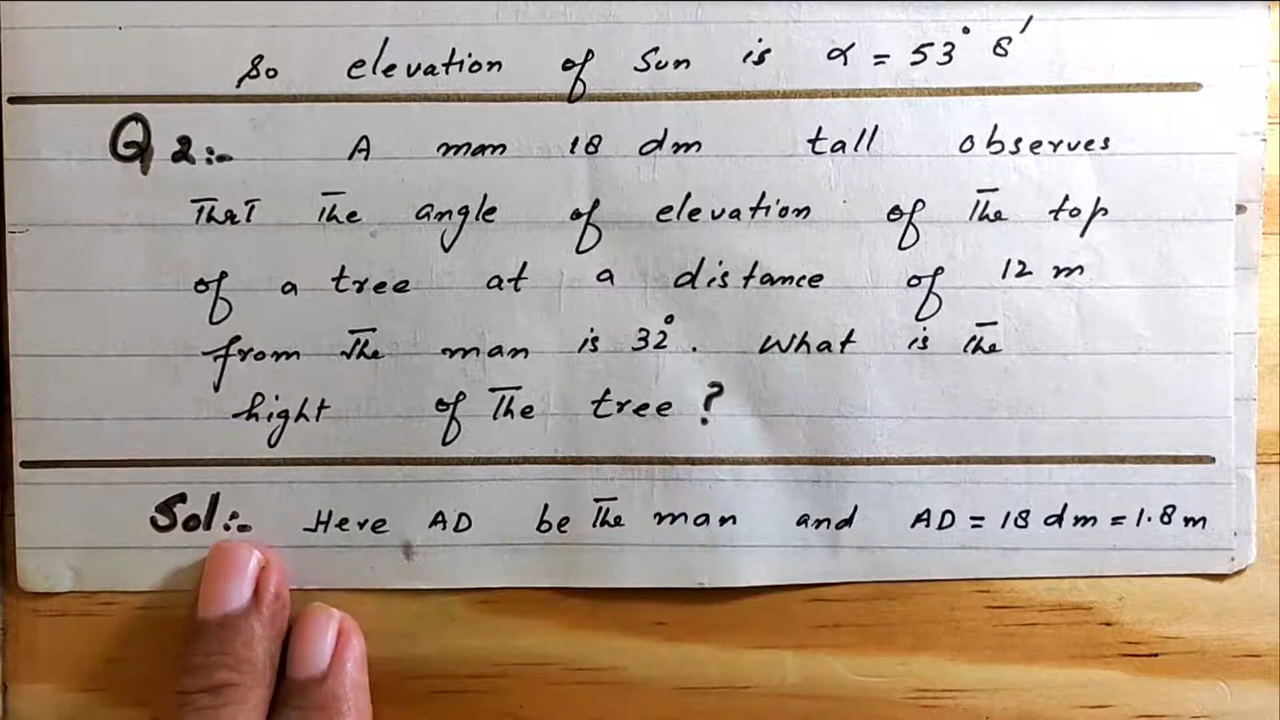 So elevation of Sun is α = 53° 8'
Q 2:- A man 18 dm tall observes
That The angle of elevation of The top
of a tree at a distance of 12 m
from The man is 32°. What is The
hight of The tree ?
Sol:- Here AD be The man and AD = 18 dm = 1.8 m